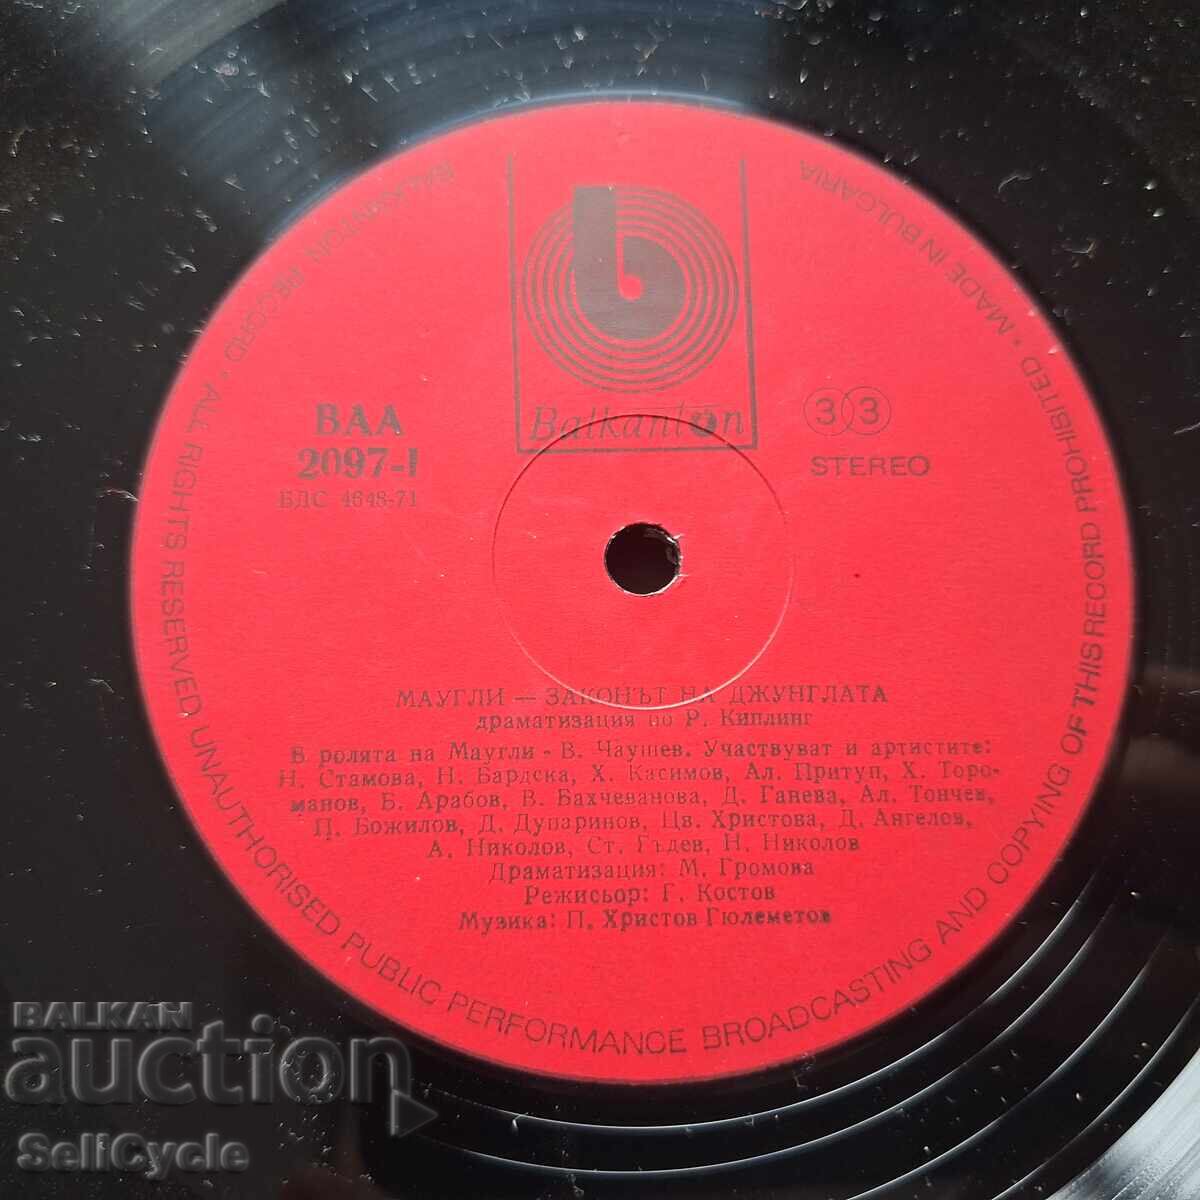 Balkanton
BAA
2097-I
БДС 4648-71
33
STEREO
МАУГЛИ — ЗАКОНЪТ НА ДЖУНГЛАТА
драматизация по Р. Киплинг
В ролята на Маугли - В. Чаушев. Участвуват и артистите:
Н. Стамова, Н. Бардска, Х. Касимов, Ал. Притуп, Х. Торо-
манов, Б. Арабов, В. Бахчеванова, Д. Ганева, Ал. Тончев,
П. Божилов, Д. Дупаринов, Цв. Христова, Д. Ангелов,
А. Николов, Ст. Гъдев, Н. Николов
Драматизация: М. Громова
Режисьор: Г. Костов
Музика: П. Христов Гюлеметов
BALKANTON RECORD • ALL RIGHTS RESERVED UNAUTHORISED PUBLIC PERFORMANCE BROADCASTING AND COPYING OF THIS RECORD PROHISITED • MADE IN BULGARIA
BALKAN
auction
SellCycle